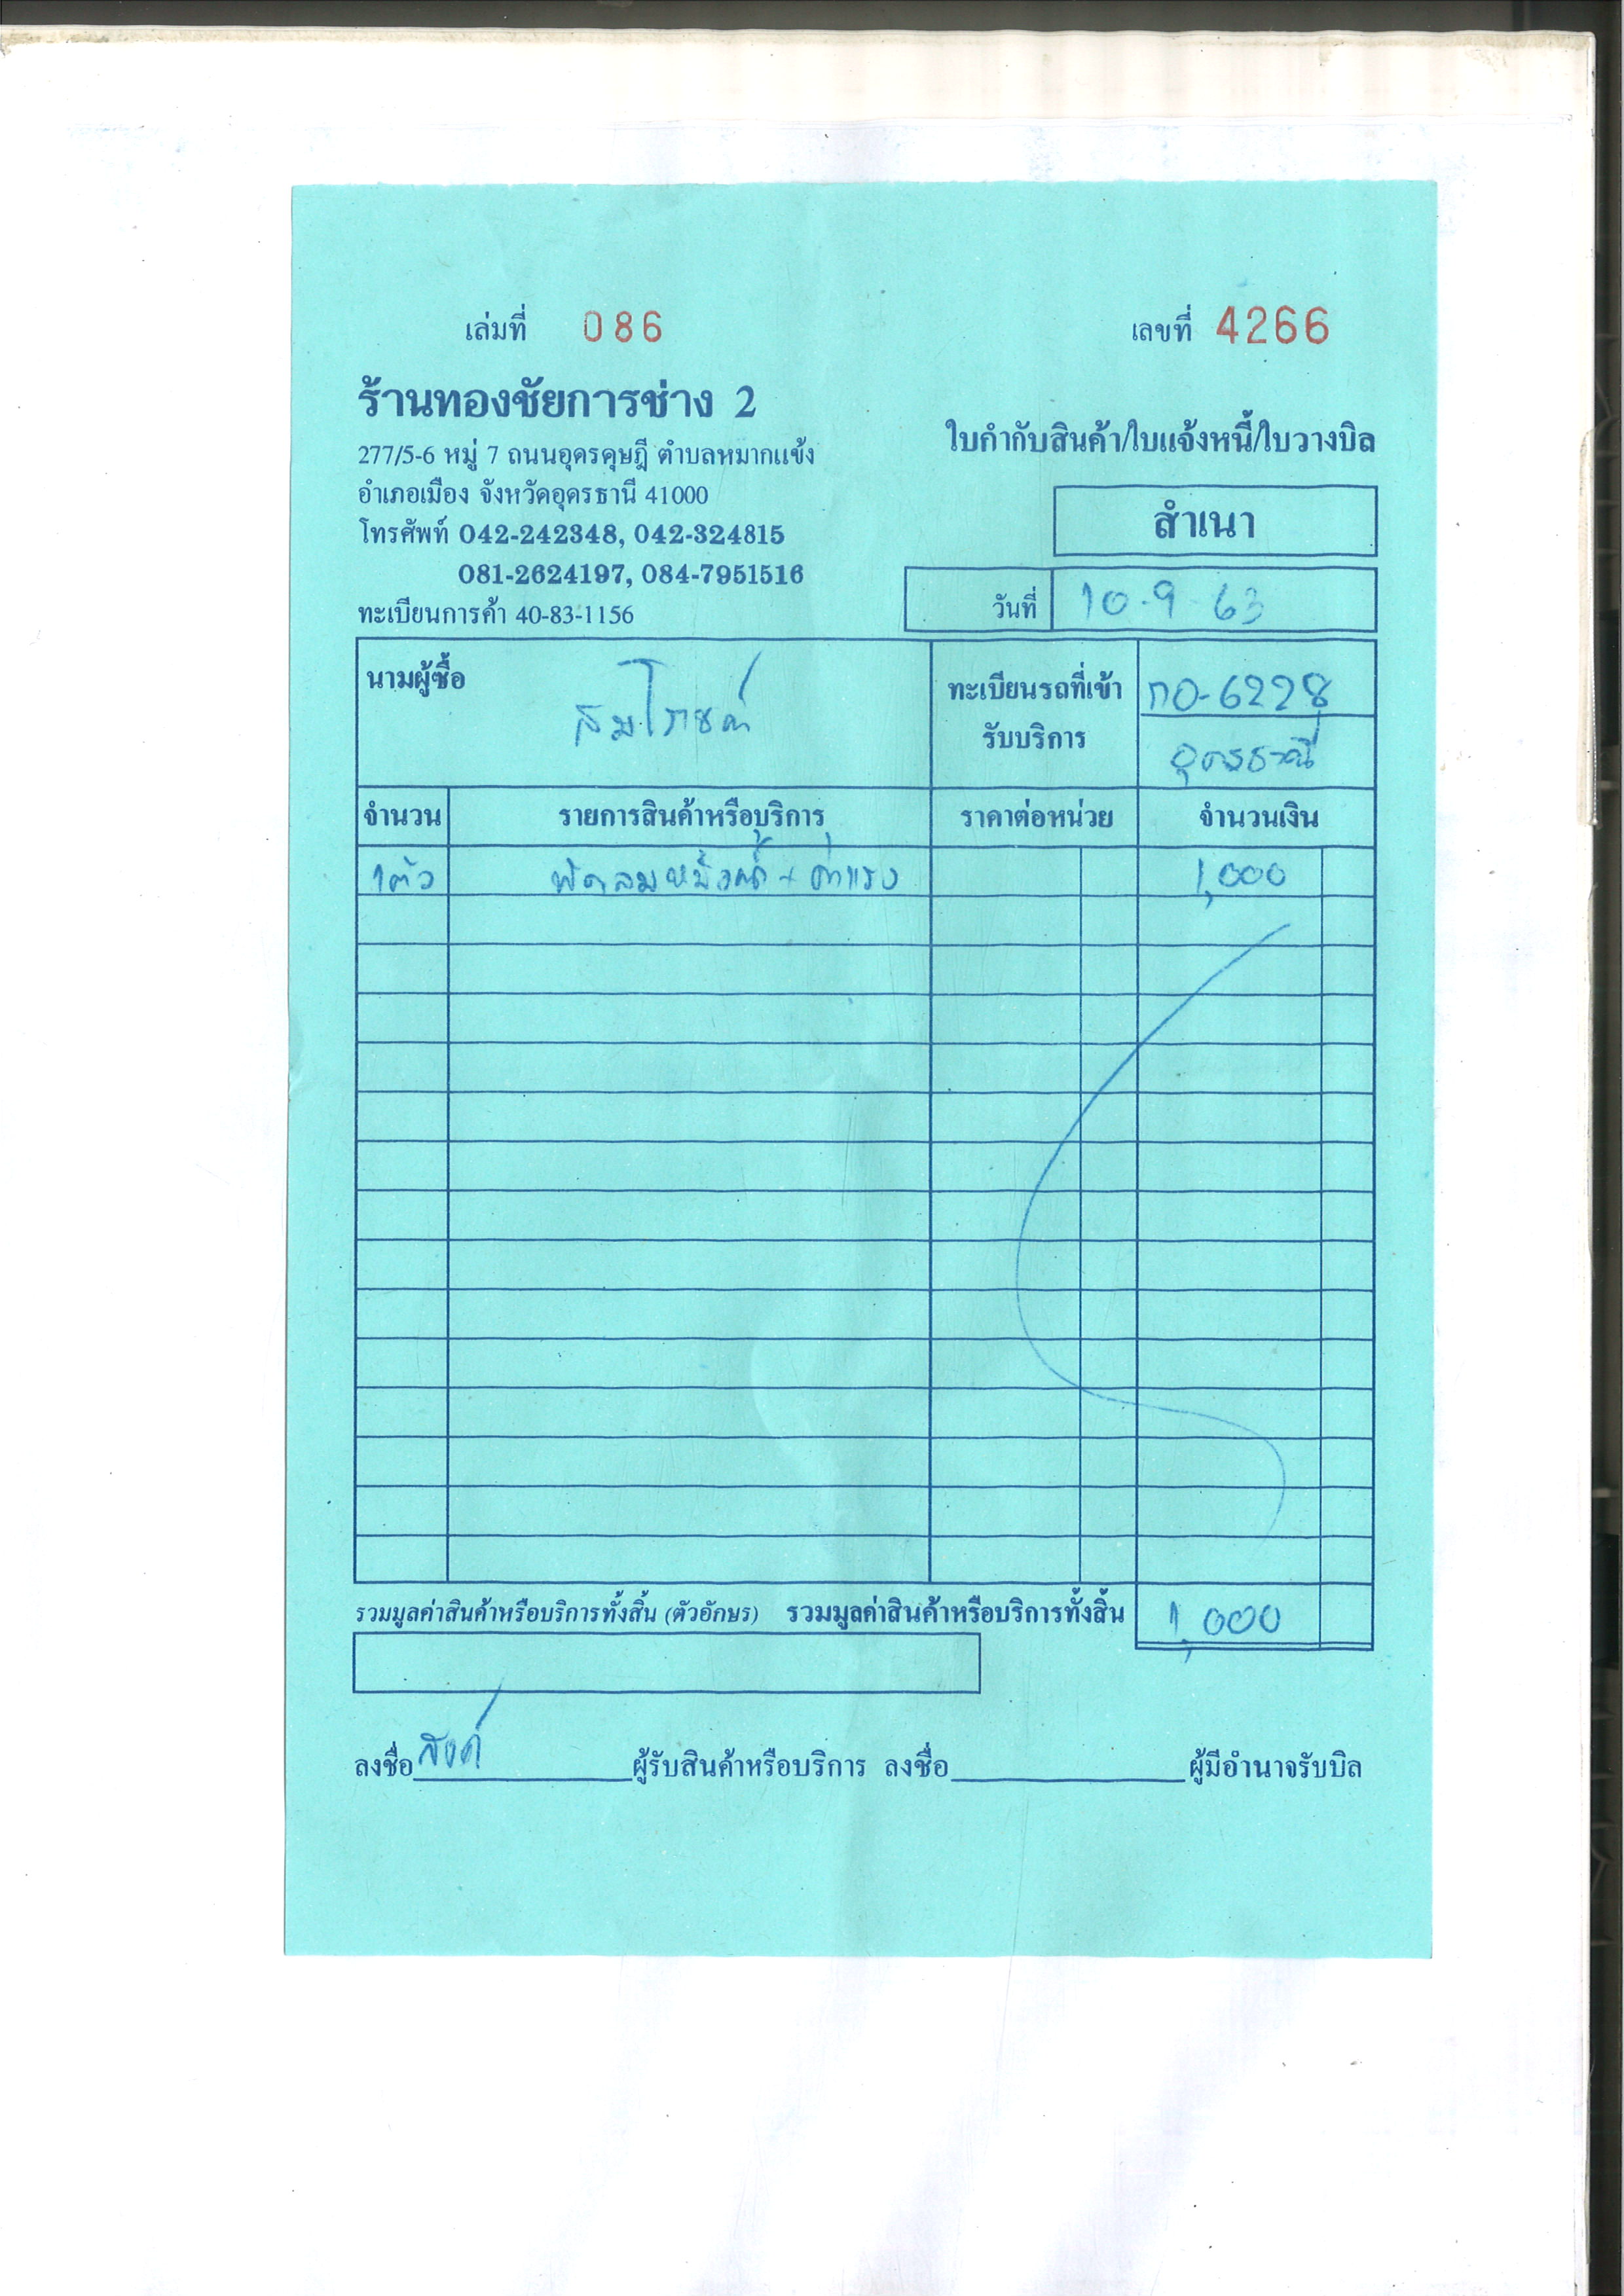 เล่มที่ 086
เลขที่ 4266
ร้านทองชัยการช่าง 2
277/5-6 หมู่ 7 ถนนอุดรดุษฎี ตำบลหมากแข้ง
อำเภอเมือง จังหวัดอุดรธานี 41000
โทรศัพท์ 042-242348, 042-324815
081-2624197, 084-7951516
ทะเบียนการค้า 40-83-1156
ใบกำกับสินค้า/ใบแจ้งหนี้/ใบวางบิล
สำเนา
วันที่ 10-9-63
นามผู้ซื้อ
ทะเบียนรถที่เข้า กอ-6228
รับบริการ อุดรธานี
จำนวน รายการสินค้าหรือบริการ ราคาต่อหน่วย จำนวนเงิน
1 ตัว พัดลมหม้อน้ำ + ค่าแรง 1,000
รวมมูลค่าสินค้าหรือบริการทั้งสิ้น (ตัวอักษร) รวมมูลค่าสินค้าหรือบริการทั้งสิ้น 1,000
ลงชื่อ ผู้รับสินค้าหรือบริการ ลงชื่อ ผู้มีอำนาจรับบิล